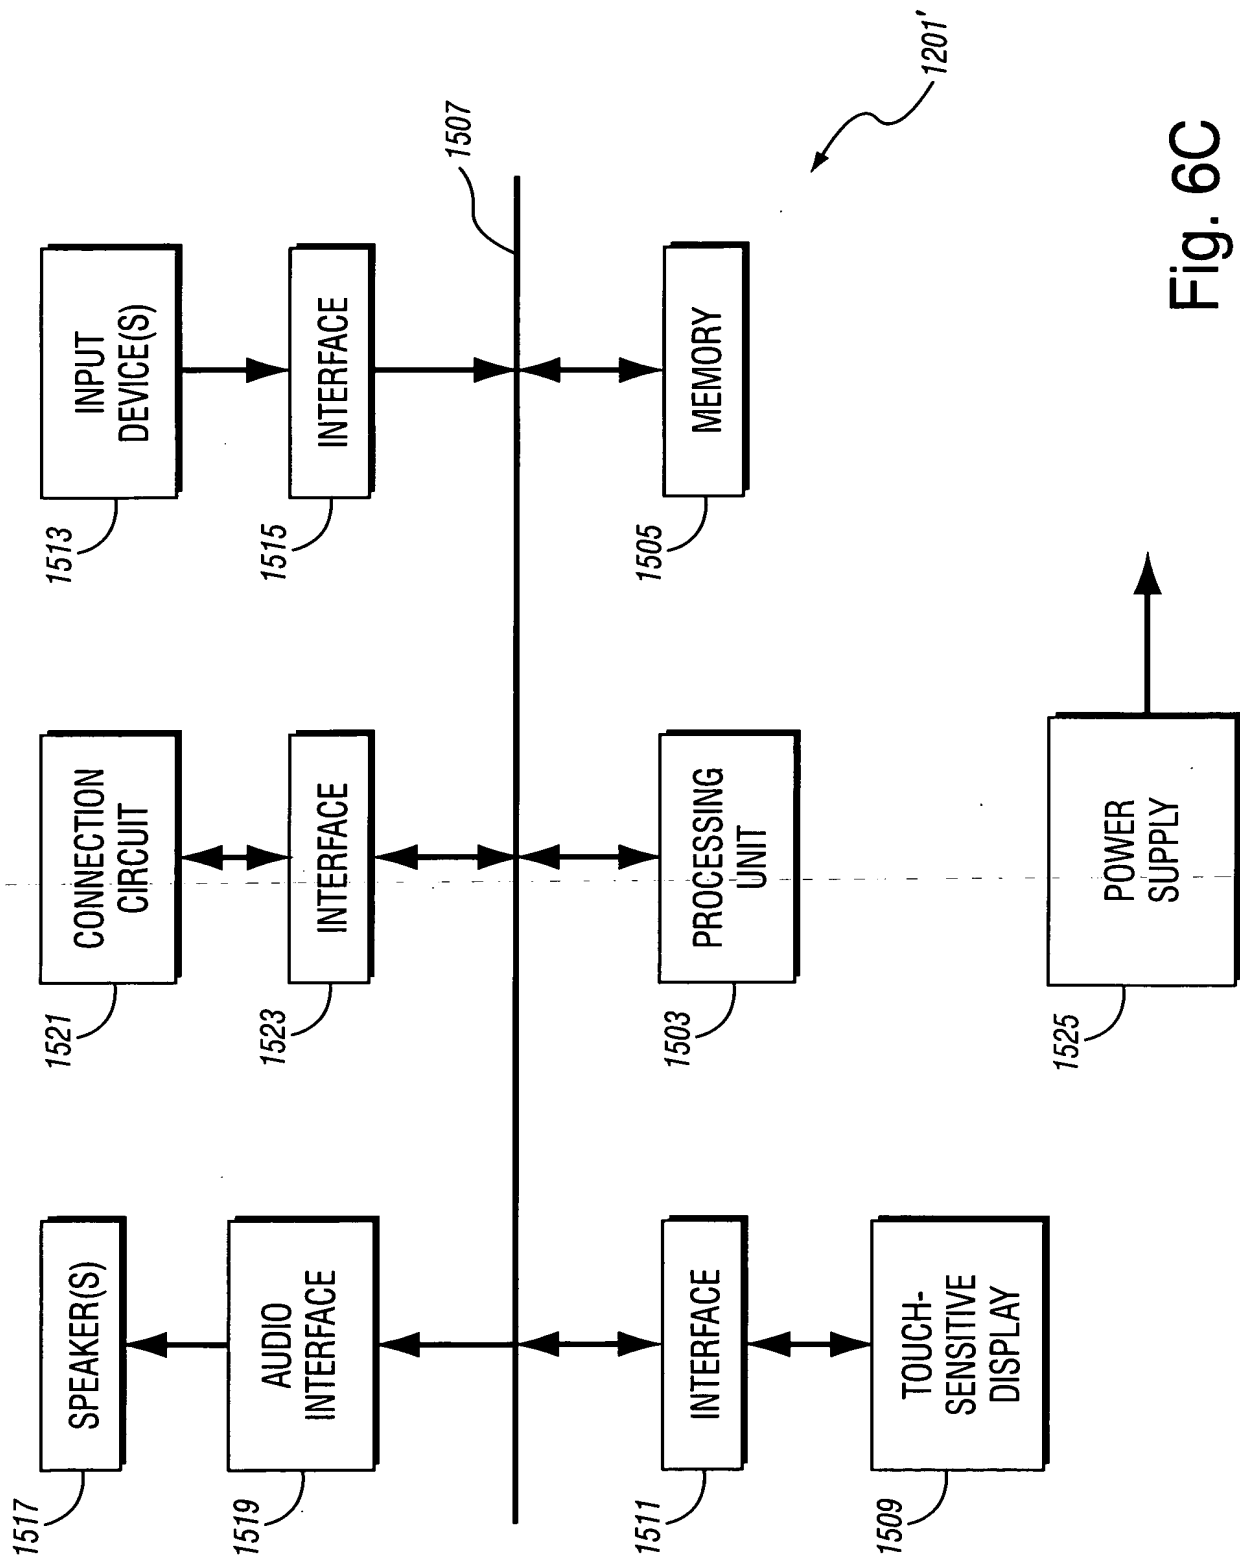 1517
SPEAKER(S)
1521
CONNECTION
CIRCUIT
1513
INPUT
DEVICE(S)
1519
AUDIO
INTERFACE
1523
INTERFACE
1515
INTERFACE
1507
1511
INTERFACE
1503
PROCESSING
UNIT
1505
MEMORY
1509
TOUCH-
SENSITIVE
DISPLAY
1525
POWER
SUPPLY
1201'
Fig. 6C